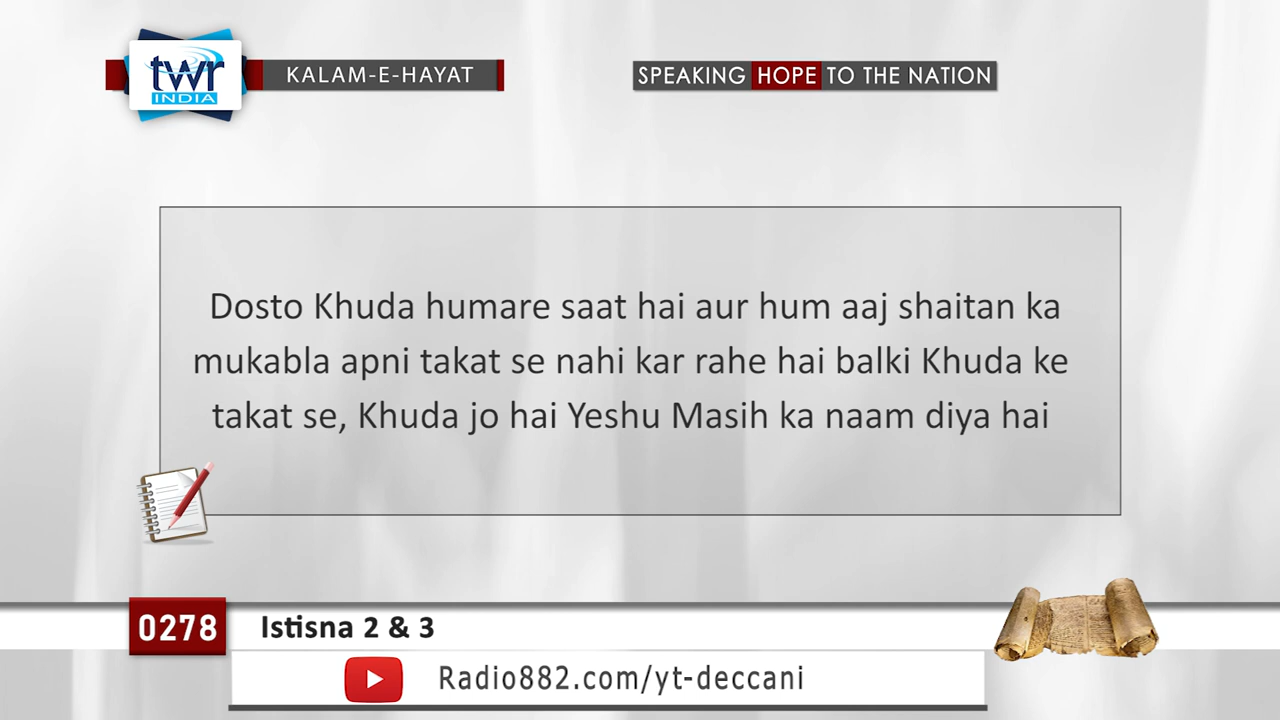 twr
INDIA
KALAM-E-HAYAT
SPEAKING HOPE TO THE NATION
Dosto Khuda humare saat hai aur hum aaj shaitan ka
mukabla apni takat se nahi kar rahe hai balki Khuda ke
takat se, Khuda jo hai Yeshu Masih ka naam diya hai
0278
Istisna 2 & 3
Radio882.com/yt-deccani